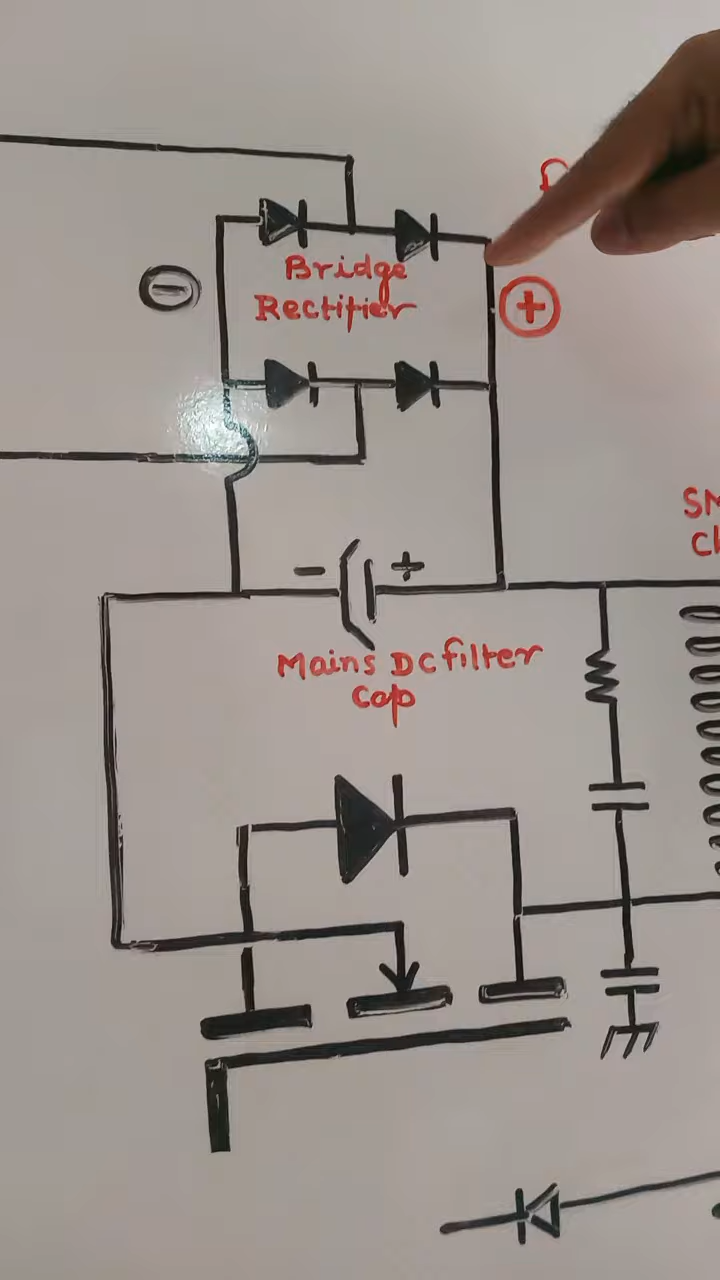 Bridge
Rectifier
-
+
- +
Mains DC filter
Cap